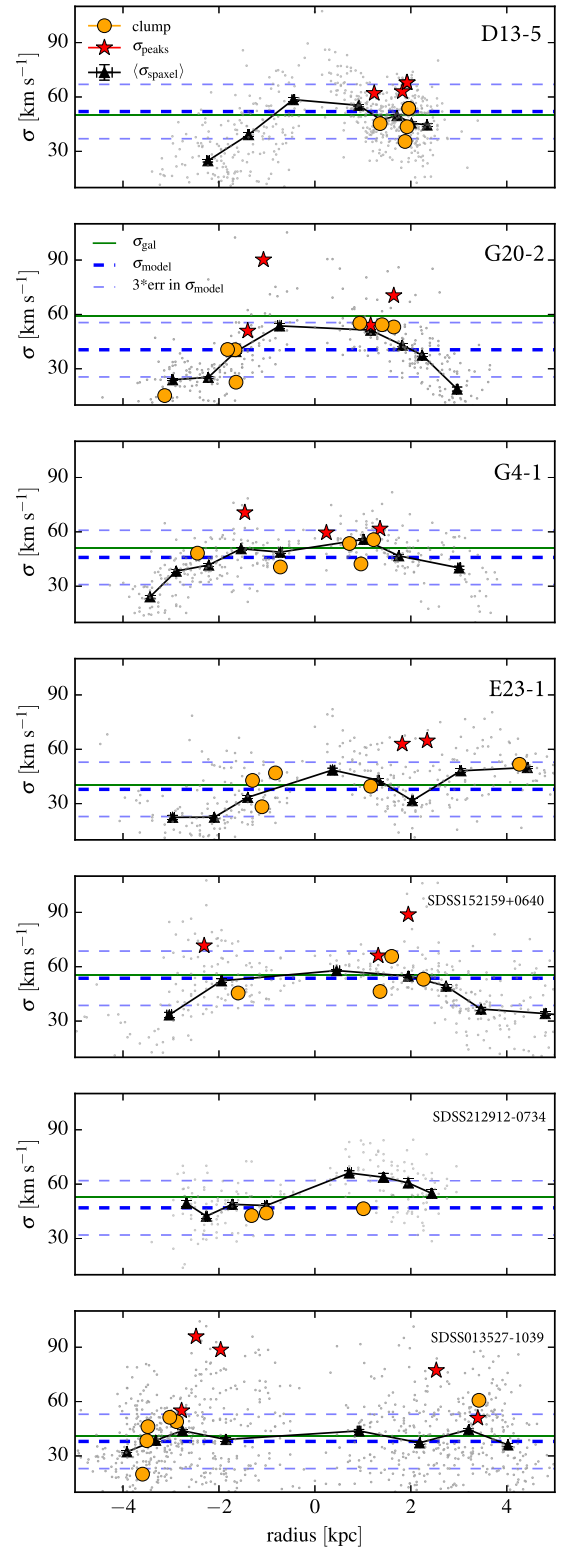 D13-5
clump
σpeaks
⟨σspaxel⟩
90
60
30
σ [km s−1]
G20-2
σgal
σmodel
3*err in σmodel
90
60
30
σ [km s−1]
G4-1
90
60
30
σ [km s−1]
E23-1
90
60
30
σ [km s−1]
SDSS152159+0640
90
60
30
σ [km s−1]
SDSS212912-0734
90
60
30
σ [km s−1]
SDSS013527-1039
90
60
30
σ [km s−1]
−4 −2 0 2 4
radius [kpc]